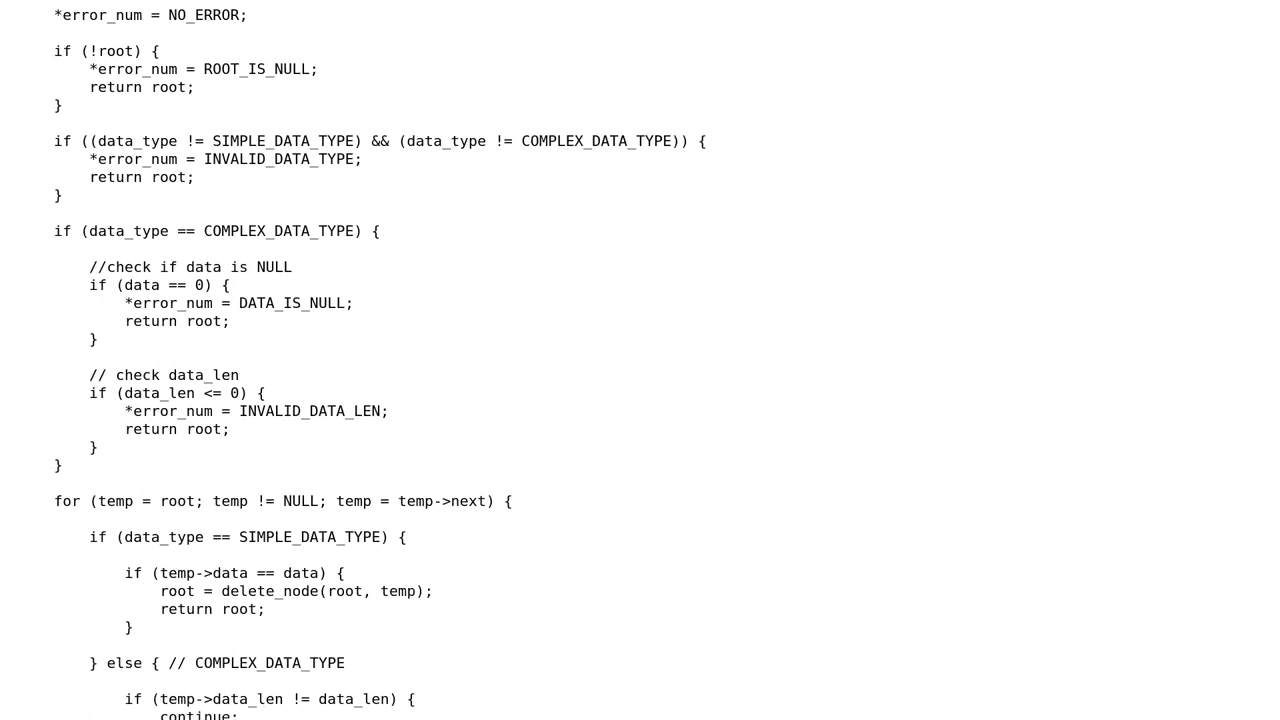 *error_num = NO_ERROR;
if (!root) {
*error_num = ROOT_IS_NULL;
return root;
}
if ((data_type != SIMPLE_DATA_TYPE) && (data_type != COMPLEX_DATA_TYPE)) {
*error_num = INVALID_DATA_TYPE;
return root;
}
if (data_type == COMPLEX_DATA_TYPE) {
//check if data is NULL
if (data == 0) {
*error_num = DATA_IS_NULL;
return root;
}
// check data_len
if (data_len <= 0) {
*error_num = INVALID_DATA_LEN;
return root;
}
}
for (temp = root; temp != NULL; temp = temp->next) {
if (data_type == SIMPLE_DATA_TYPE) {
if (temp->data == data) {
root = delete_node(root, temp);
return root;
}
} else { // COMPLEX_DATA_TYPE
if (temp->data_len != data_len) {
continue;